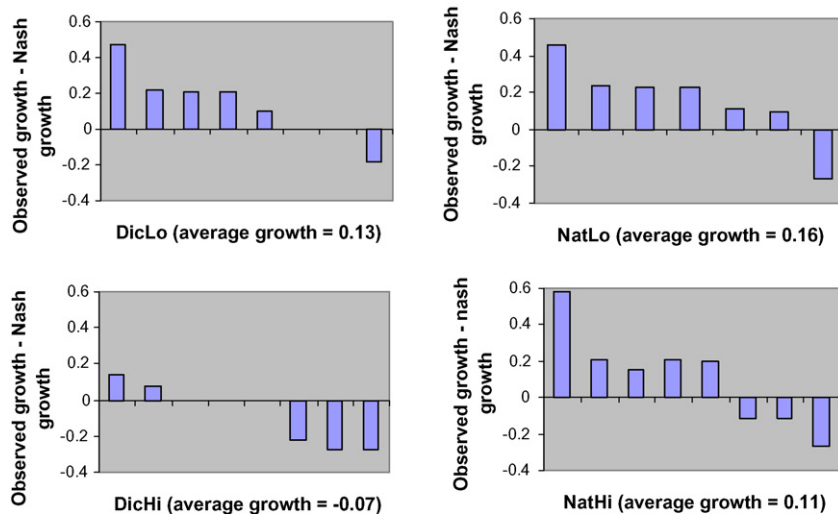 Observed growth - Nash
growth
0.6
0.4
0.2
0
-0.2
-0.4
DicLo (average growth = 0.13)
Observed growth - Nash
growth
0.6
0.4
0.2
0
-0.2
-0.4
NatLo (average growth = 0.16)
Observed growth - Nash
growth
0.6
0.4
0.2
0
-0.2
-0.4
DicHi (average growth = -0.07)
Observed growth - nash
growth
0.6
0.4
0.2
0
-0.2
-0.4
NatHi (average growth = 0.11)